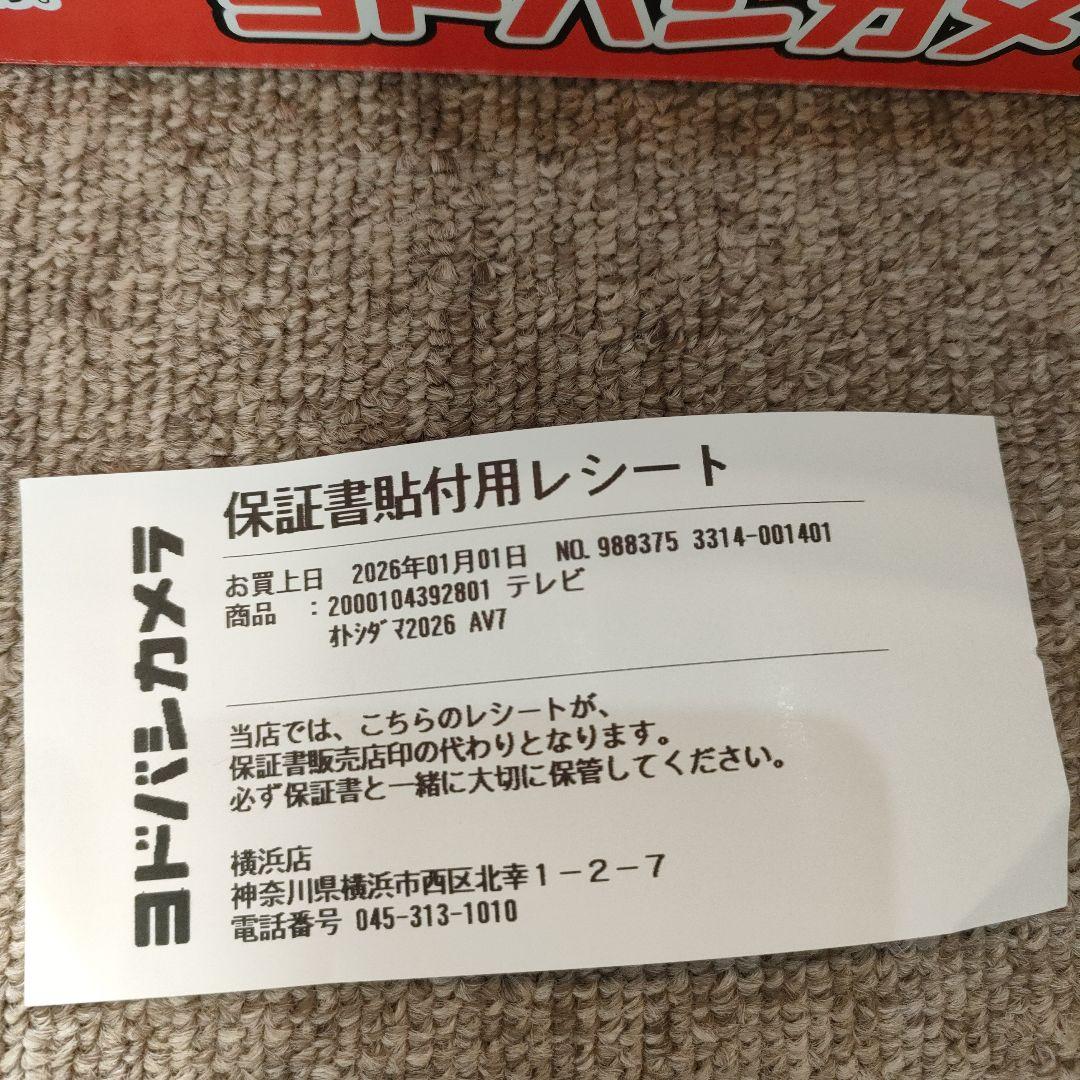 ヨドバシカメ
ヨドバシカメラ
保証書貼付用レシート
お買上日 2026年01月01日 NO. 988375 3314-001401
商品 :2000104392801 テレビ
ｵﾄｼﾀﾞﾏ2026 AV7
当店では、こちらのレシートが、
保証書販売店印の代わりとなります。
必ず保証書と一緒に大切に保管してください。
横浜店
神奈川県横浜市西区北幸1－2－7
電話番号 045-313-1010